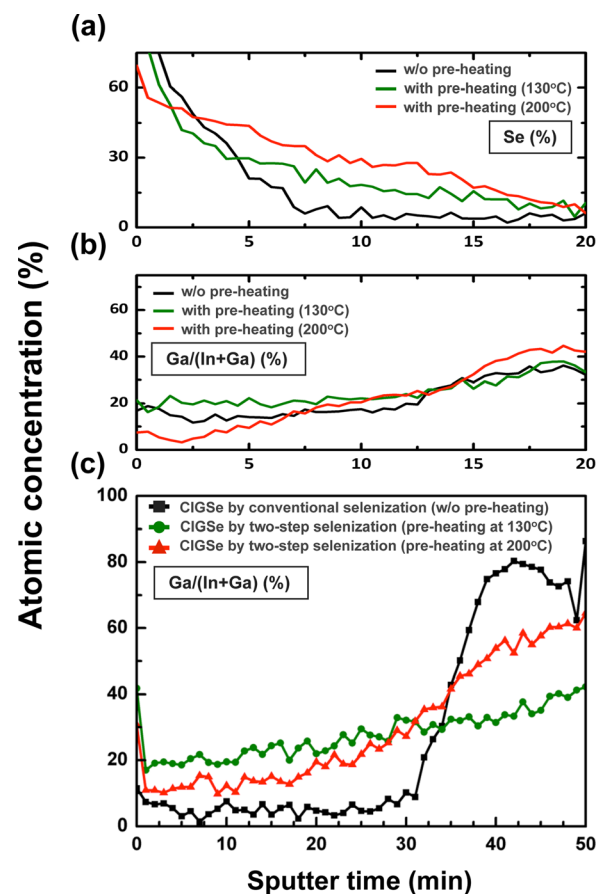 (a)
60
30
0
w/o pre-heating
with pre-heating (130°C)
with pre-heating (200°C)
Se (%)
0 5 10 15 20
(b)
60
40
20
0
w/o pre-heating
with pre-heating (130°C)
with pre-heating (200°C)
Ga/(In+Ga) (%)
0 5 10 15 20
(c)
100
80
60
40
20
0
CIGSe by conventional selenization (w/o pre-heating)
CIGSe by two-step selenization (pre-heating at 130°C)
CIGSe by two-step selenization (pre-heating at 200°C)
Ga/(In+Ga) (%)
0 10 20 30 40 50
Atomic concentration (%)
Sputter time (min)